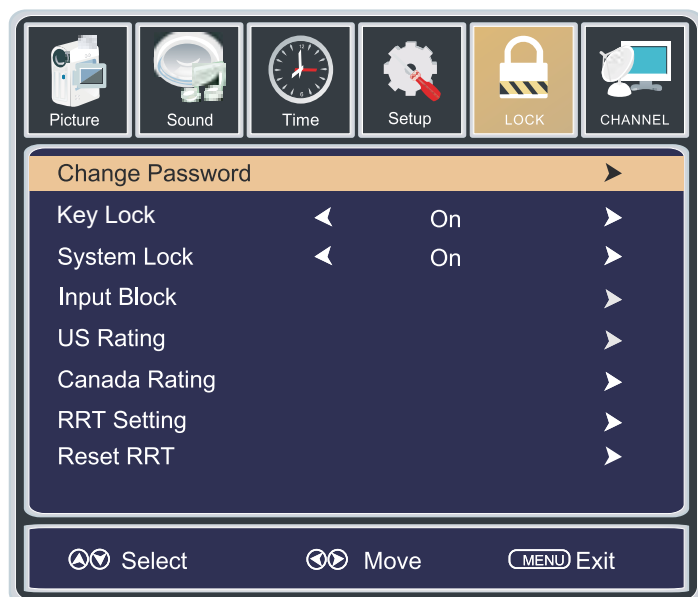 Picture Sound Time Setup LOCK CHANNEL
Change Password
Key Lock On
System Lock On
Input Block
US Rating
Canada Rating
RRT Setting
Reset RRT
Select Move MENU Exit